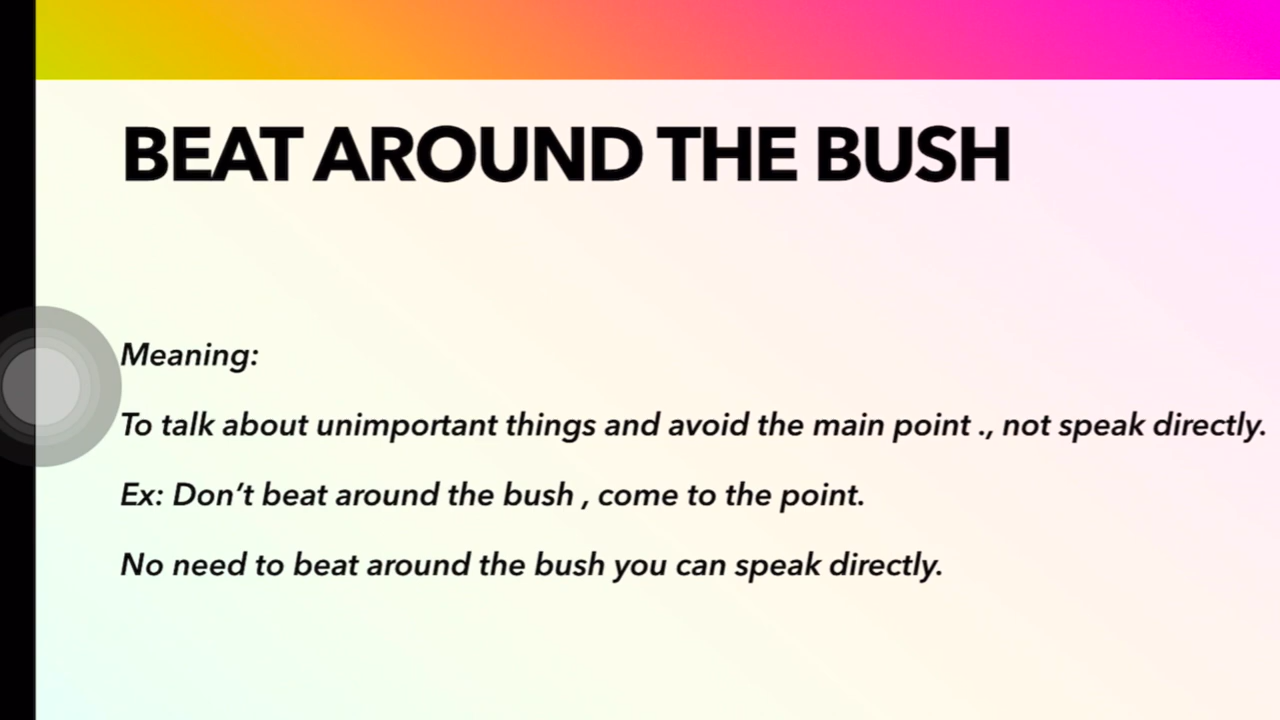 BEAT AROUND THE BUSH
Meaning:
To talk about unimportant things and avoid the main point ., not speak directly.
Ex: Don’t beat around the bush , come to the point.
No need to beat around the bush you can speak directly.